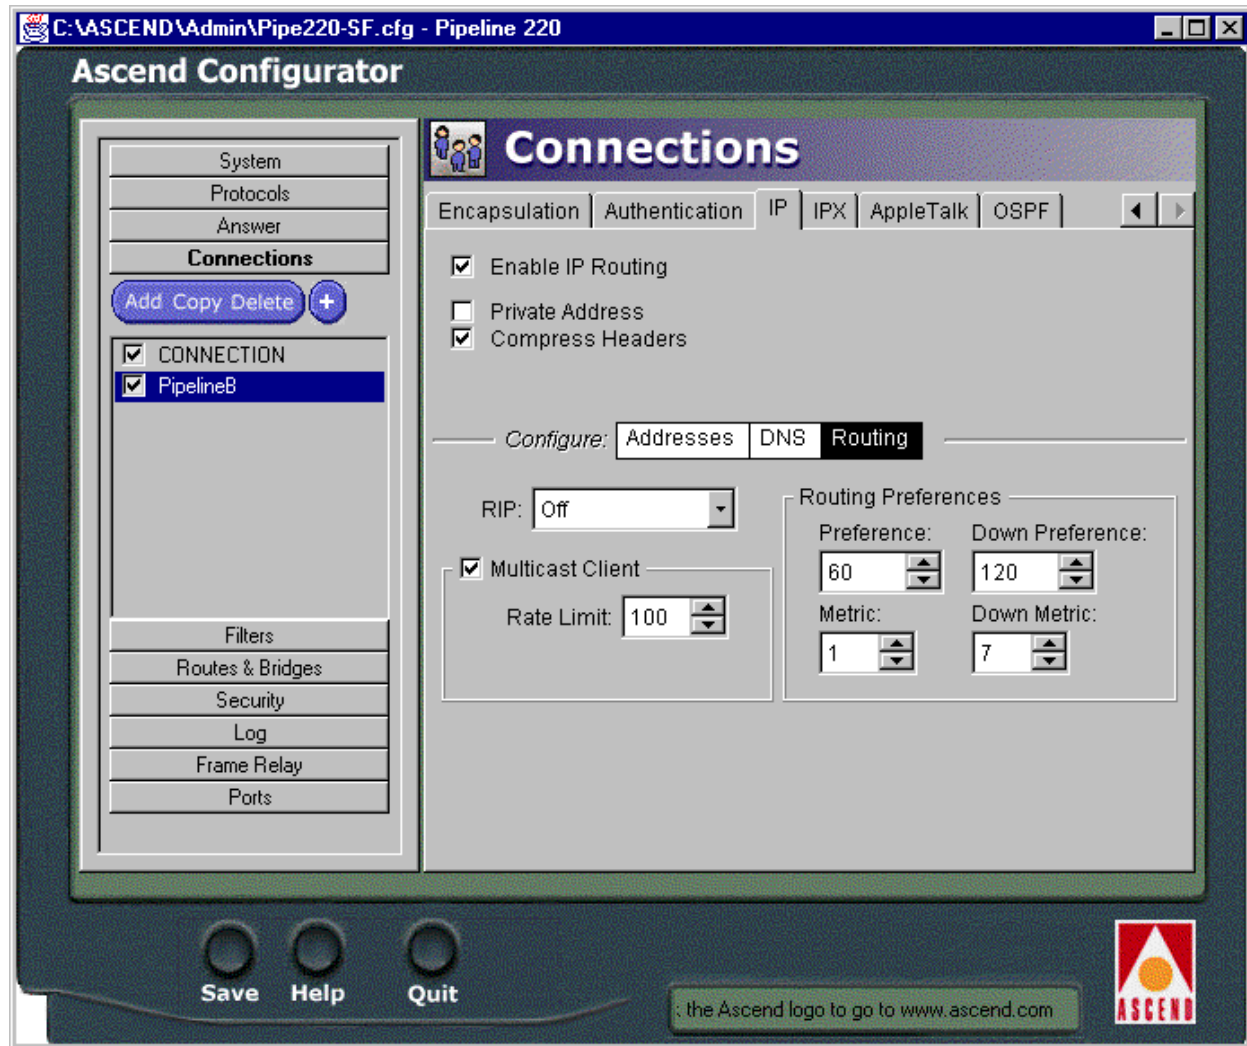 C:\ASCEND\Admin\Pipe220-SF.cfg - Pipeline 220
Ascend Configurator
System
Protocols
Answer
Connections
Add Copy Delete +
CONNECTION
PipelineB
Filters
Routes & Bridges
Security
Log
Frame Relay
Ports
Connections
Encapsulation Authentication IP IPX AppleTalk OSPF
Enable IP Routing
Private Address
Compress Headers
Configure: Addresses DNS Routing
RIP: Off
Multicast Client
Rate Limit: 100
Routing Preferences
Preference: Down Preference:
60 120
Metric: Down Metric:
1 7
Save Help Quit
: the Ascend logo to go to www.ascend.com
ASCEND